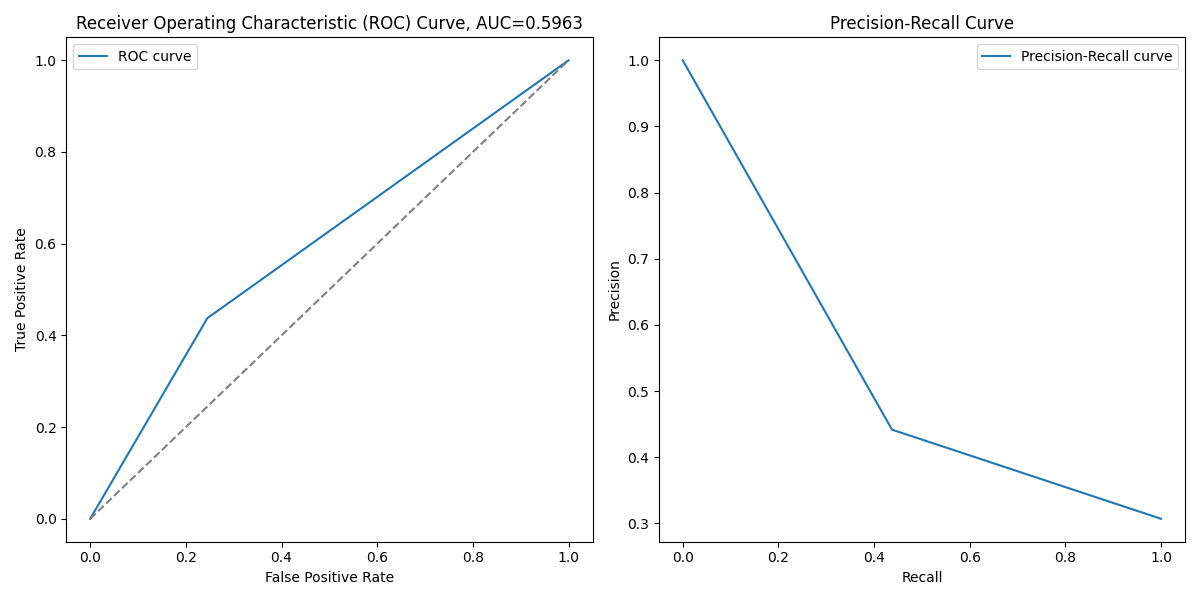 Receiver Operating Characteristic (ROC) Curve, AUC=0.5963
ROC curve
1.0
0.8
0.6
0.4
0.2
0.0
True Positive Rate
0.0 0.2 0.4 0.6 0.8 1.0
False Positive Rate
Precision-Recall Curve
Precision-Recall curve
1.0
0.9
0.8
0.7
0.6
0.5
0.4
0.3
Precision
0.0 0.2 0.4 0.6 0.8 1.0
Recall